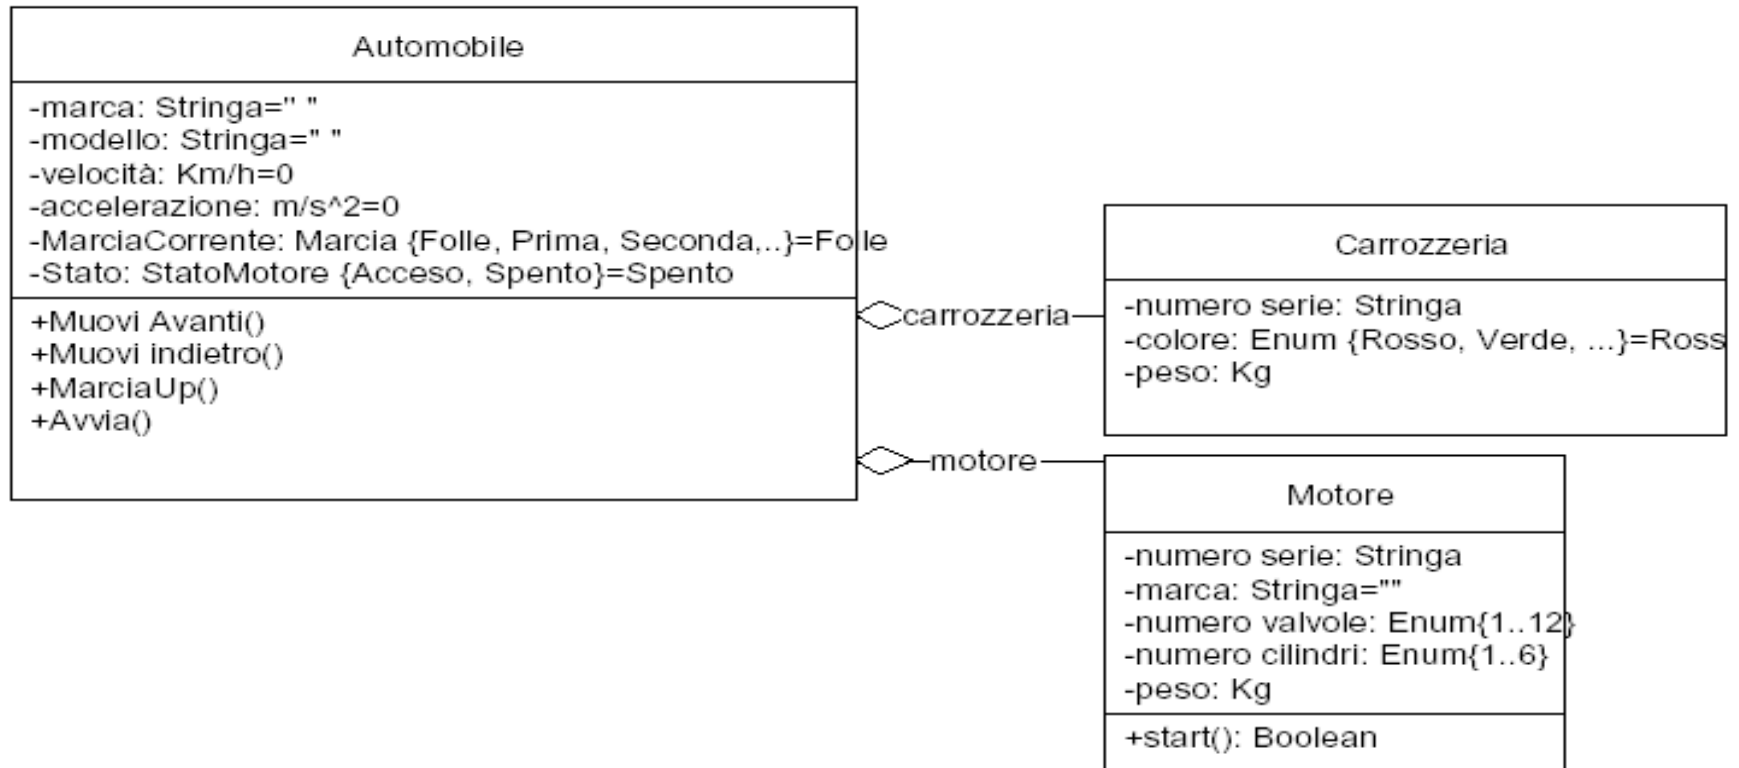 Automobile
-marca: Stringa=" "
-modello: Stringa=" "
-velocità: Km/h=0
-accelerazione: m/s^2=0
-MarciaCorrente: Marcia {Folle, Prima, Seconda,..}=Folle
-Stato: StatoMotore {Acceso, Spento}=Spento
+Muovi Avanti()
+Muovi indietro()
+MarciaUp()
+Avvia()
carrozzeria
motore
Carrozzeria
-numero serie: Stringa
-colore: Enum {Rosso, Verde, ...}=Ross
-peso: Kg
Motore
-numero serie: Stringa
-marca: Stringa=""
-numero valvole: Enum{1..12}
-numero cilindri: Enum{1..6}
-peso: Kg
+start(): Boolean